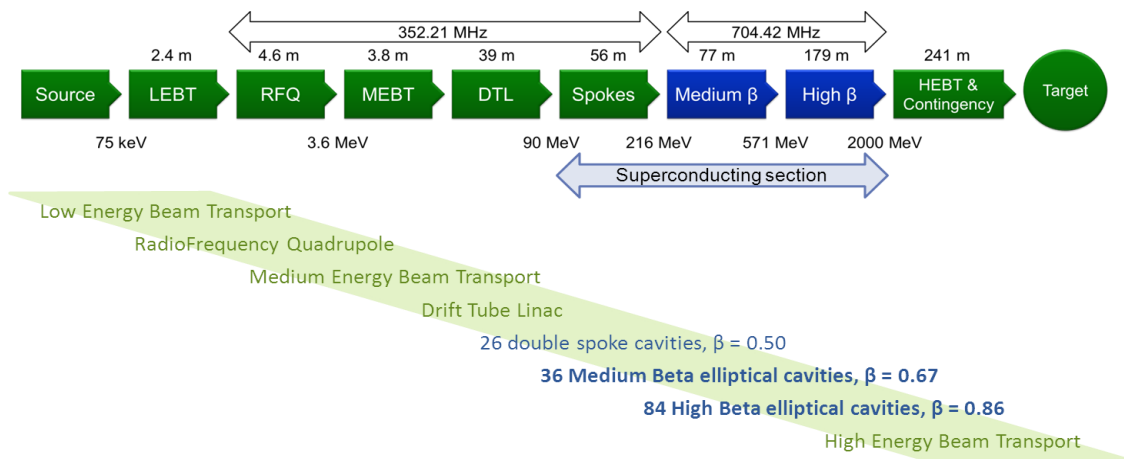 352.21 MHz 704.42 MHz
2.4 m 4.6 m 3.8 m 39 m 56 m 77 m 179 m 241 m
Source LEBT RFQ MEBT DTL Spokes Medium β High β HEBT & Contingency Target
75 keV 3.6 MeV 90 MeV 216 MeV 571 MeV 2000 MeV
Superconducting section
Low Energy Beam Transport
RadioFrequency Quadrupole
Medium Energy Beam Transport
Drift Tube Linac
26 double spoke cavities, β = 0.50
36 Medium Beta elliptical cavities, β = 0.67
84 High Beta elliptical cavities, β = 0.86
High Energy Beam Transport